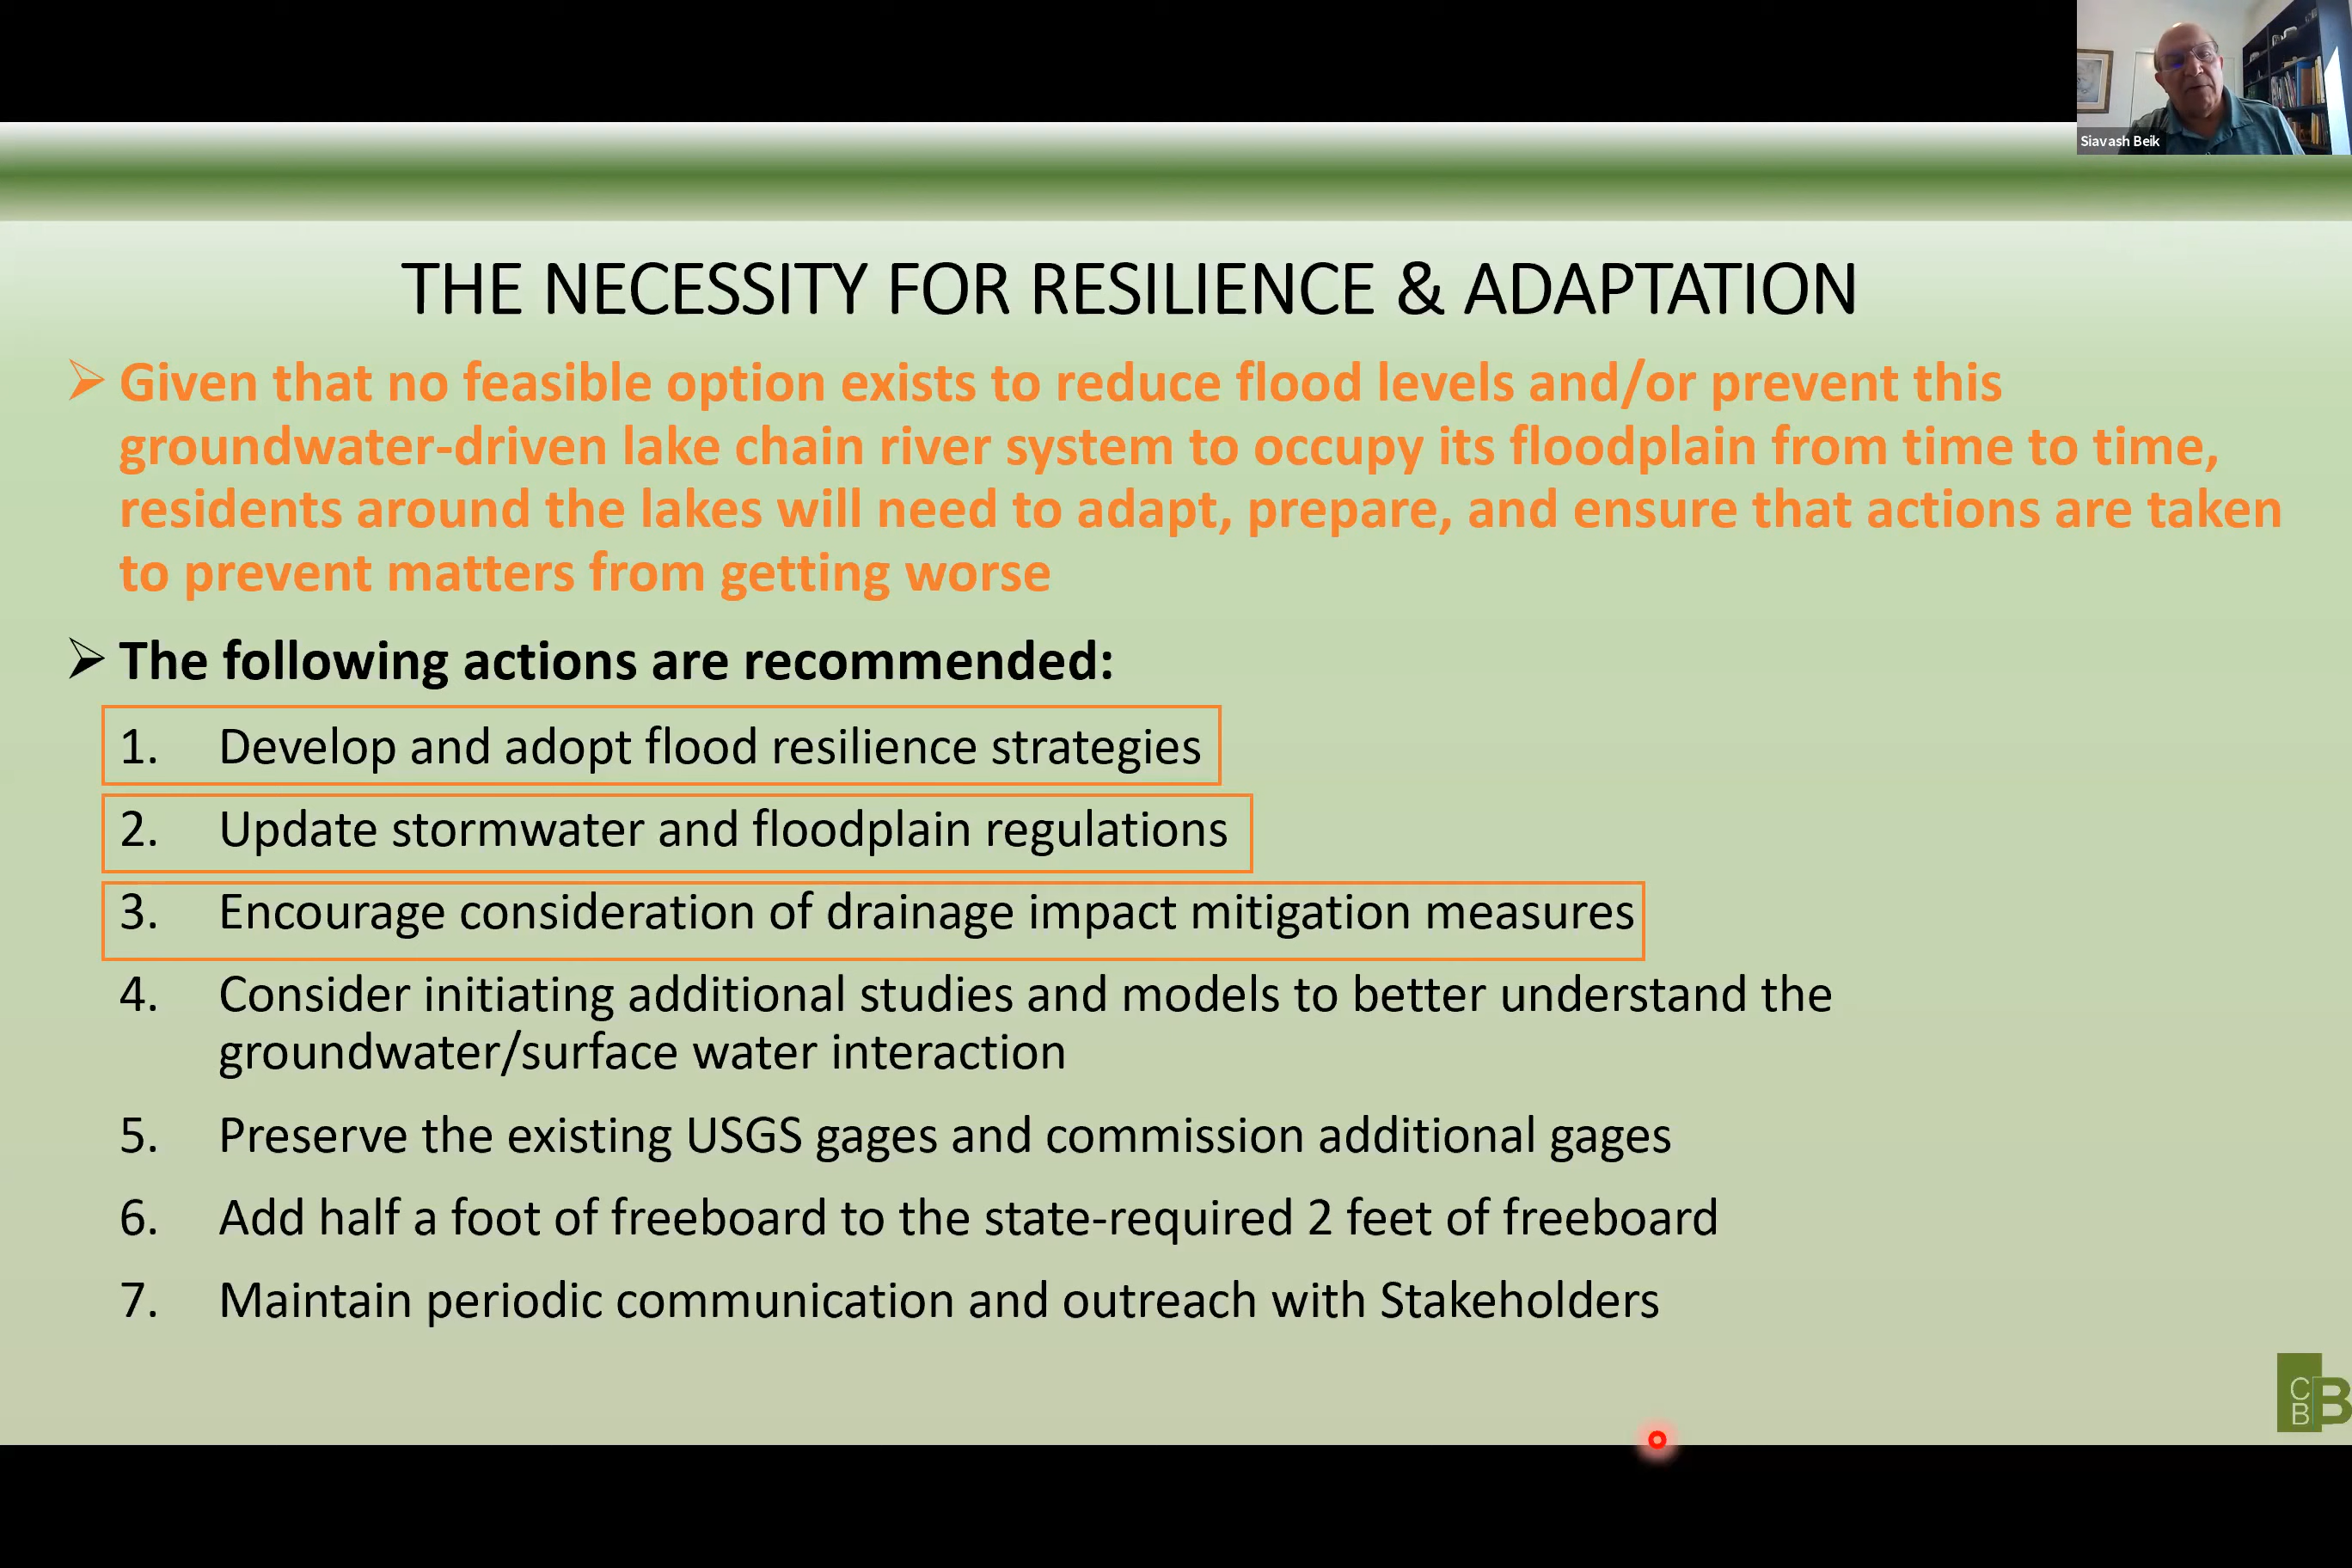 Siavash Beik
THE NECESSITY FOR RESILIENCE & ADAPTATION
Given that no feasible option exists to reduce flood levels and/or prevent this
groundwater-driven lake chain river system to occupy its floodplain from time to time,
residents around the lakes will need to adapt, prepare, and ensure that actions are taken
to prevent matters from getting worse
The following actions are recommended:
1. Develop and adopt flood resilience strategies
2. Update stormwater and floodplain regulations
3. Encourage consideration of drainage impact mitigation measures
4. Consider initiating additional studies and models to better understand the
groundwater/surface water interaction
5. Preserve the existing USGS gages and commission additional gages
6. Add half a foot of freeboard to the state-required 2 feet of freeboard
7. Maintain periodic communication and outreach with Stakeholders
C
B B